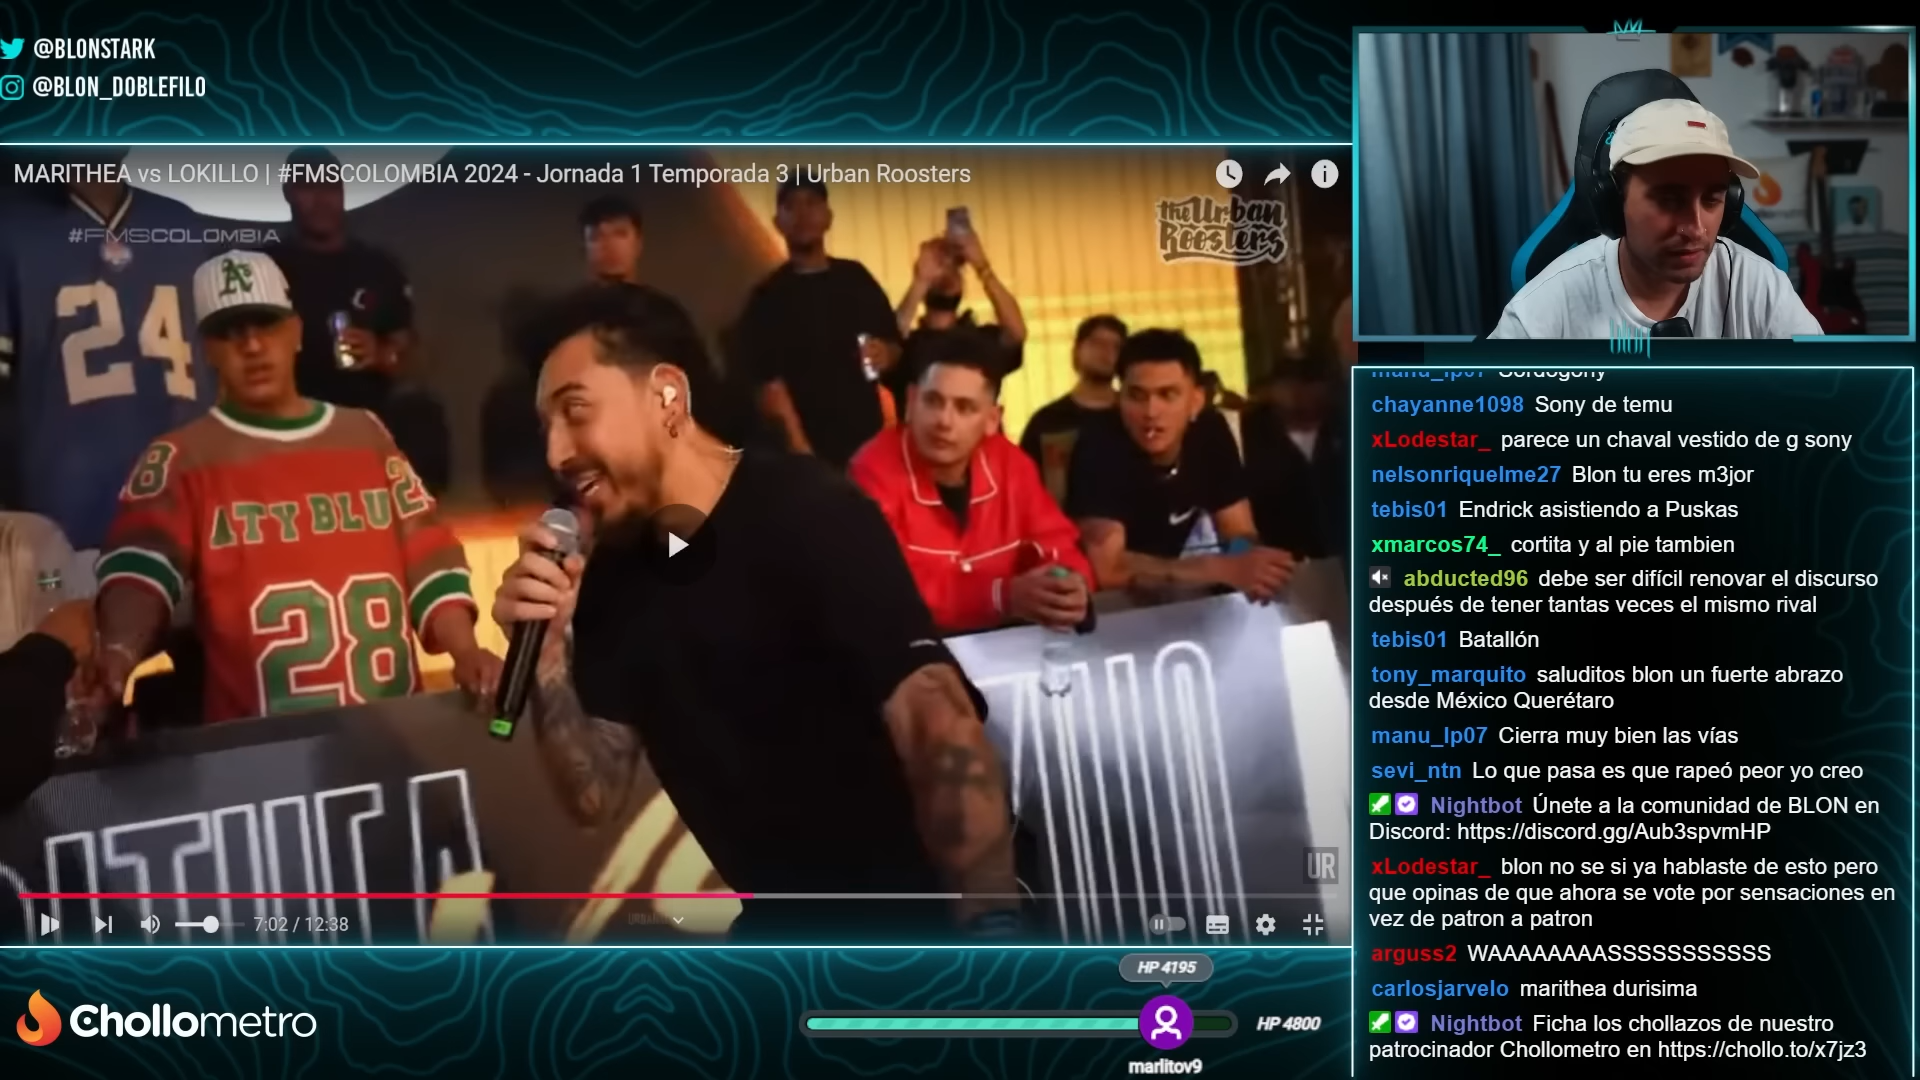 @BLONSTARK
@BLON_DOBLEFILO
MARITHEA vs LOKILLO | #FMSCOLOMBIA 2024 - Jornada 1 Temporada 3 | Urban Roosters
#FMSCOLOMBIA
the Urban
Roosters
24
A's
28
28
ATY BLU
28
UR
7:02 / 12:38
Chollometro
HP 4195
HP 4800
marlitov9
manu_lp07 Sordogony
chayanne1098 Sony de temu
xLodestar_ parece un chaval vestido de g sony
nelsonriquelme27 Blon tu eres m3jor
tebis01 Endrick asistiendo a Puskas
xmarcos74_ cortita y al pie tambien
abducted96 debe ser difícil renovar el discurso
después de tener tantas veces el mismo rival
tebis01 Batallón
tony_marquito saluditos blon un fuerte abrazo
desde México Querétaro
manu_lp07 Cierra muy bien las vías
sevi_ntn Lo que pasa es que rapeó peor yo creo
Nightbot Únete a la comunidad de BLON en
Discord: https://discord.gg/Aub3spvmHP
xLodestar_ blon no se si ya hablaste de esto pero
que opinas de que ahora se vote por sensaciones en
vez de patron a patron
arguss2 WAAAAAAAASSSSSSSSSSS
carlosjarvelo marithea durisima
Nightbot Ficha los chollazos de nuestro
patrocinador Chollometro en https://chollo.to/x7jz3